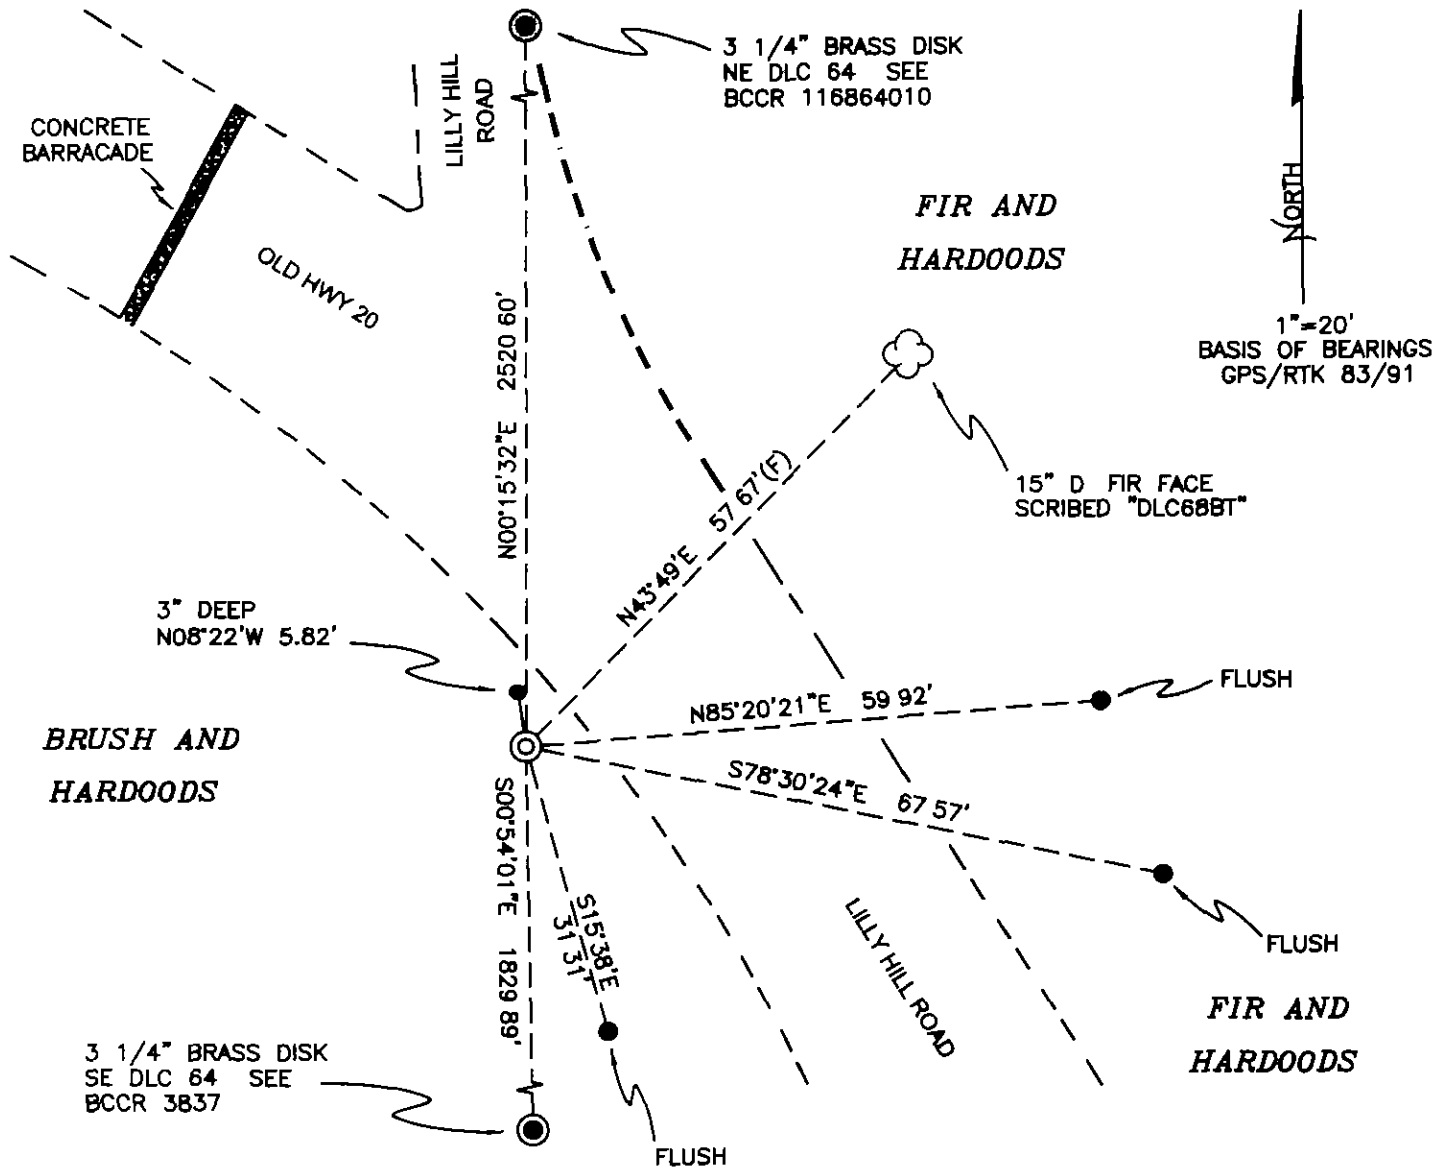 3 1/4" BRASS DISK
NE DLC 64 SEE
BCCR 116864010
LILLY HILL
ROAD
CONCRETE
BARRACADE
OLD HWY 20
FIR AND
HARDOODS
NORTH
1"=20'
BASIS OF BEARINGS
GPS/RTK 83/91
N00°15'32"E 2520 60'
N43°49'E 57 67'(F)
15" D FIR FACE
SCRIBED "DLC68BT"
3" DEEP
N08°22'W 5.82'
BRUSH AND
HARDOODS
N85°20'21"E 59 92'
FLUSH
S78°30'24"E 67 57'
FLUSH
S00°54'01"E 1829 89'
S15°38'E
31 31'
LILLY HILL ROAD
FIR AND
HARDOODS
3 1/4" BRASS DISK
SE DLC 64 SEE
BCCR 3837
FLUSH